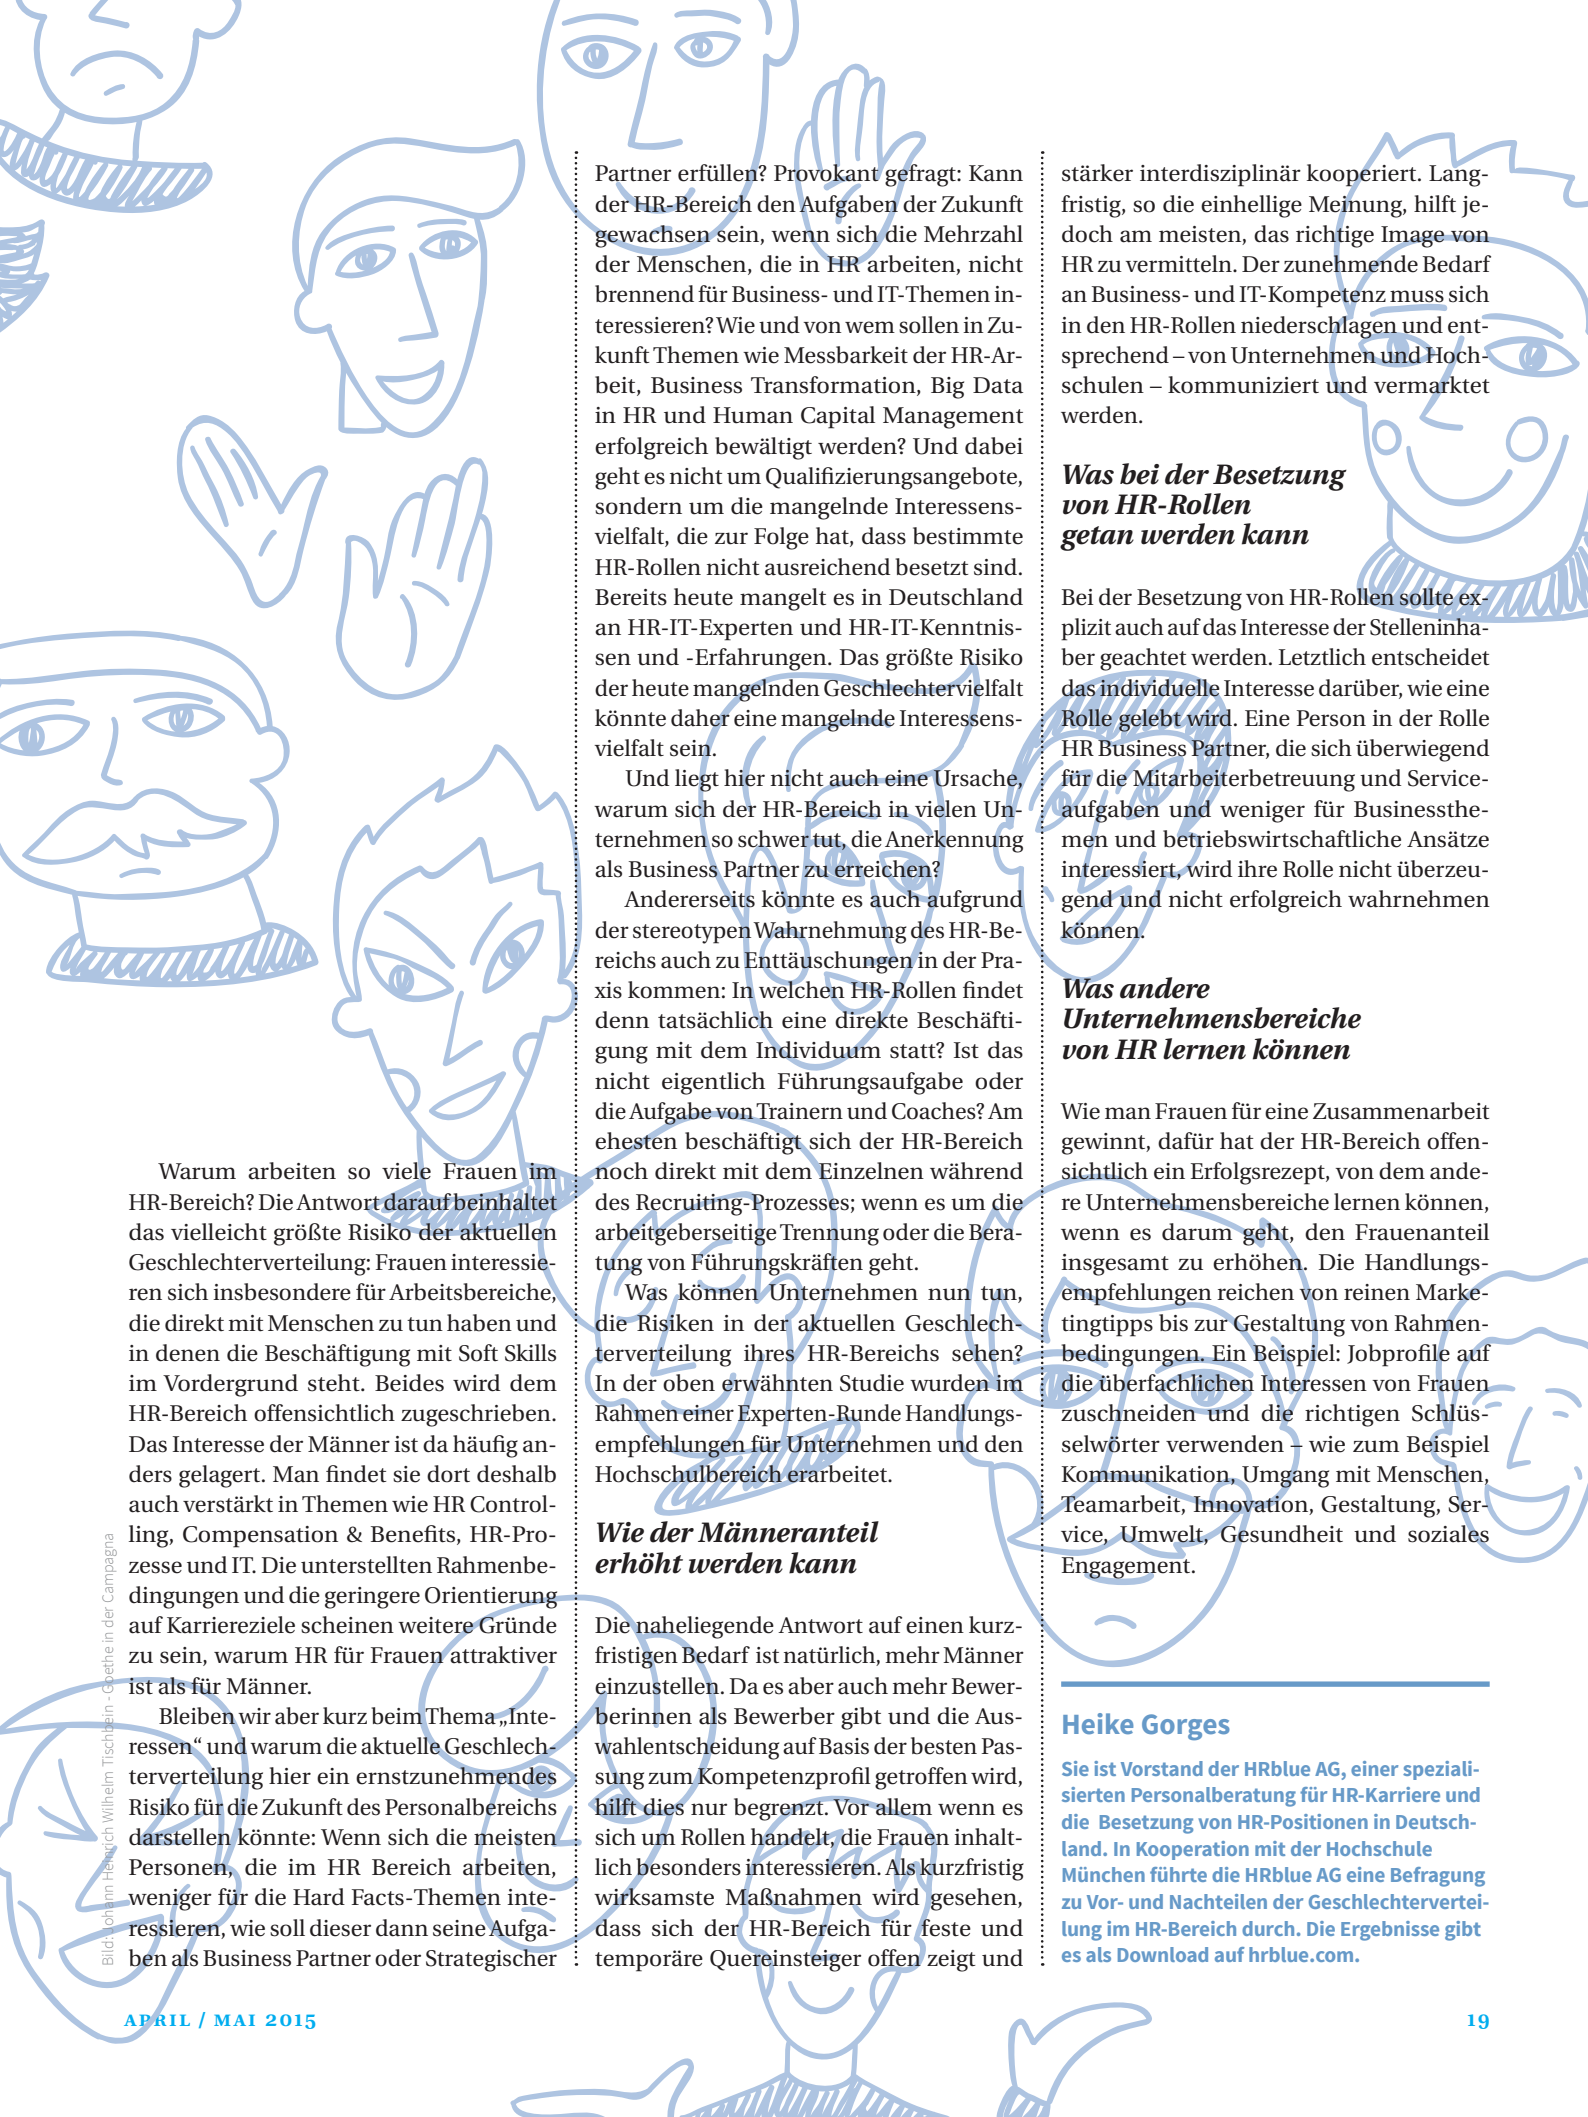 Warum arbeiten so viele Frauen im
HR-Bereich? Die Antwort darauf beinhaltet
das vielleicht größte Risiko der aktuellen
Geschlechterverteilung: Frauen interessie-
ren sich insbesondere für Arbeitsbereiche,
die direkt mit Menschen zu tun haben und
in denen die Beschäftigung mit Soft Skills
im Vordergrund steht. Beides wird dem
HR-Bereich offensichtlich zugeschrieben.
Das Interesse der Männer ist da häufig an-
ders gelagert. Man findet sie dort deshalb
auch verstärkt in Themen wie HR Control-
ling, Compensation & Benefits, HR-Pro-
zesse und IT. Die unterstellten Rahmenbe-
dingungen und die geringere Orientierung
auf Karriereziele scheinen weitere Gründe
zu sein, warum HR für Frauen attraktiver
ist als für Männer.
Bleiben wir aber kurz beim Thema „Inte-
ressen“ und warum die aktuelle Geschlech-
terverteilung hier ein ernstzunehmendes
Risiko für die Zukunft des Personalbereichs
darstellen könnte: Wenn sich die meisten
Personen, die im HR Bereich arbeiten,
weniger für die Hard Facts-Themen inte-
ressieren, wie soll dieser dann seine Aufga-
ben als Business Partner oder Strategischer
Partner erfüllen? Provokant gefragt: Kann
der HR-Bereich den Aufgaben der Zukunft
gewachsen sein, wenn sich die Mehrzahl
der Menschen, die in HR arbeiten, nicht
brennend für Business- und IT-Themen in-
teressieren? Wie und von wem sollen in Zu-
kunft Themen wie Messbarkeit der HR-Ar-
beit, Business Transformation, Big Data
in HR und Human Capital Management
erfolgreich bewältigt werden? Und dabei
geht es nicht um Qualifizierungsangebote,
sondern um die mangelnde Interessens-
vielfalt, die zur Folge hat, dass bestimmte
HR-Rollen nicht ausreichend besetzt sind.
Bereits heute mangelt es in Deutschland
an HR-IT-Experten und HR-IT-Kenntnis-
sen und -Erfahrungen. Das größte Risiko
der heute mangelnden Geschlechtervielfalt
könnte daher eine mangelnde Interessens-
vielfalt sein.
Und liegt hier nicht auch eine Ursache,
warum sich der HR-Bereich in vielen Un-
ternehmen so schwer tut, die Anerkennung
als Business Partner zu erreichen?
Andererseits könnte es auch aufgrund
der stereotypen Wahrnehmung des HR-Be-
reichs auch zu Enttäuschungen in der Pra-
xis kommen: In welchen HR-Rollen findet
denn tatsächlich eine direkte Beschäfti-
gung mit dem Individuum statt? Ist das
nicht eigentlich Führungsaufgabe oder
die Aufgabe von Trainern und Coaches? Am
ehesten beschäftigt sich der HR-Bereich
noch direkt mit dem Einzelnen während
des Recruiting-Prozesses; wenn es um die
arbeitgeberseitige Trennung oder die Bera-
tung von Führungskräften geht.
Was können Unternehmen nun tun,
die Risiken in der aktuellen Geschlech-
terverteilung ihres HR-Bereichs sehen?
In der oben erwähnten Studie wurden im
Rahmen einer Experten-Runde Handlungs-
empfehlungen für Unternehmen und den
Hochschulbereich erarbeitet.
Wie der Männeranteil
erhöht werden kann
Die naheliegende Antwort auf einen kurz-
fristigen Bedarf ist natürlich, mehr Männer
einzustellen. Da es aber auch mehr Bewer-
berinnen als Bewerber gibt und die Aus-
wahlentscheidung auf Basis der besten Pas-
sung zum Kompetenzprofil getroffen wird,
hilft dies nur begrenzt. Vor allem wenn es
sich um Rollen handelt, die Frauen inhalt-
lich besonders interessieren. Als kurzfristig
wirksamste Maßnahmen wird gesehen,
dass sich der HR-Bereich für feste und
temporäre Quereinsteiger offen zeigt und
stärker interdisziplinär kooperiert. Lang-
fristig, so die einhellige Meinung, hilft je-
doch am meisten, das richtige Image von
HR zu vermitteln. Der zunehmende Bedarf
an Business- und IT-Kompetenz muss sich
in den HR-Rollen niederschlagen und ent-
sprechend – von Unternehmen und Hoch-
schulen – kommuniziert und vermarktet
werden.
Was bei der Besetzung
von HR-Rollen
getan werden kann
Bei der Besetzung von HR-Rollen sollte ex-
plizit auch auf das Interesse der Stelleninha-
ber geachtet werden. Letztlich entscheidet
das individuelle Interesse darüber, wie eine
Rolle gelebt wird. Eine Person in der Rolle
HR Business Partner, die sich überwiegend
für die Mitarbeiterbetreuung und Service-
aufgaben und weniger für Businessthe-
men und betriebswirtschaftliche Ansätze
interessiert, wird ihre Rolle nicht überzeu-
gend und nicht erfolgreich wahrnehmen
können.
Was andere
Unternehmensbereiche
von HR lernen können
Wie man Frauen für eine Zusammenarbeit
gewinnt, dafür hat der HR-Bereich offen-
sichtlich ein Erfolgsrezept, von dem ande-
re Unternehmensbereiche lernen können,
wenn es darum geht, den Frauenanteil
insgesamt zu erhöhen. Die Handlungs-
empfehlungen reichen von reinen Marke-
tingtipps bis zur Gestaltung von Rahmen-
bedingungen. Ein Beispiel: Jobprofile auf
die überfachlichen Interessen von Frauen
zuschneiden und die richtigen Schlüs-
selwörter verwenden – wie zum Beispiel
Kommunikation, Umgang mit Menschen,
Teamarbeit, Innovation, Gestaltung, Ser-
vice, Umwelt, Gesundheit und soziales
Engagement.
Heike Gorges
Sie ist Vorstand der HRblue AG, einer speziali-
sierten Personalberatung für HR-Karriere und
die Besetzung von HR-Positionen in Deutsch-
land. In Kooperation mit der Hochschule
München führte die HRblue AG eine Befragung
zu Vor- und Nachteilen der Geschlechtervertei-
lung im HR-Bereich durch. Die Ergebnisse gibt
es als Download auf hrblue.com.
Bild: Johann Heinrich Wilhelm Tischbein - Goethe in der Campagna
APRIL / MAI 2015
19